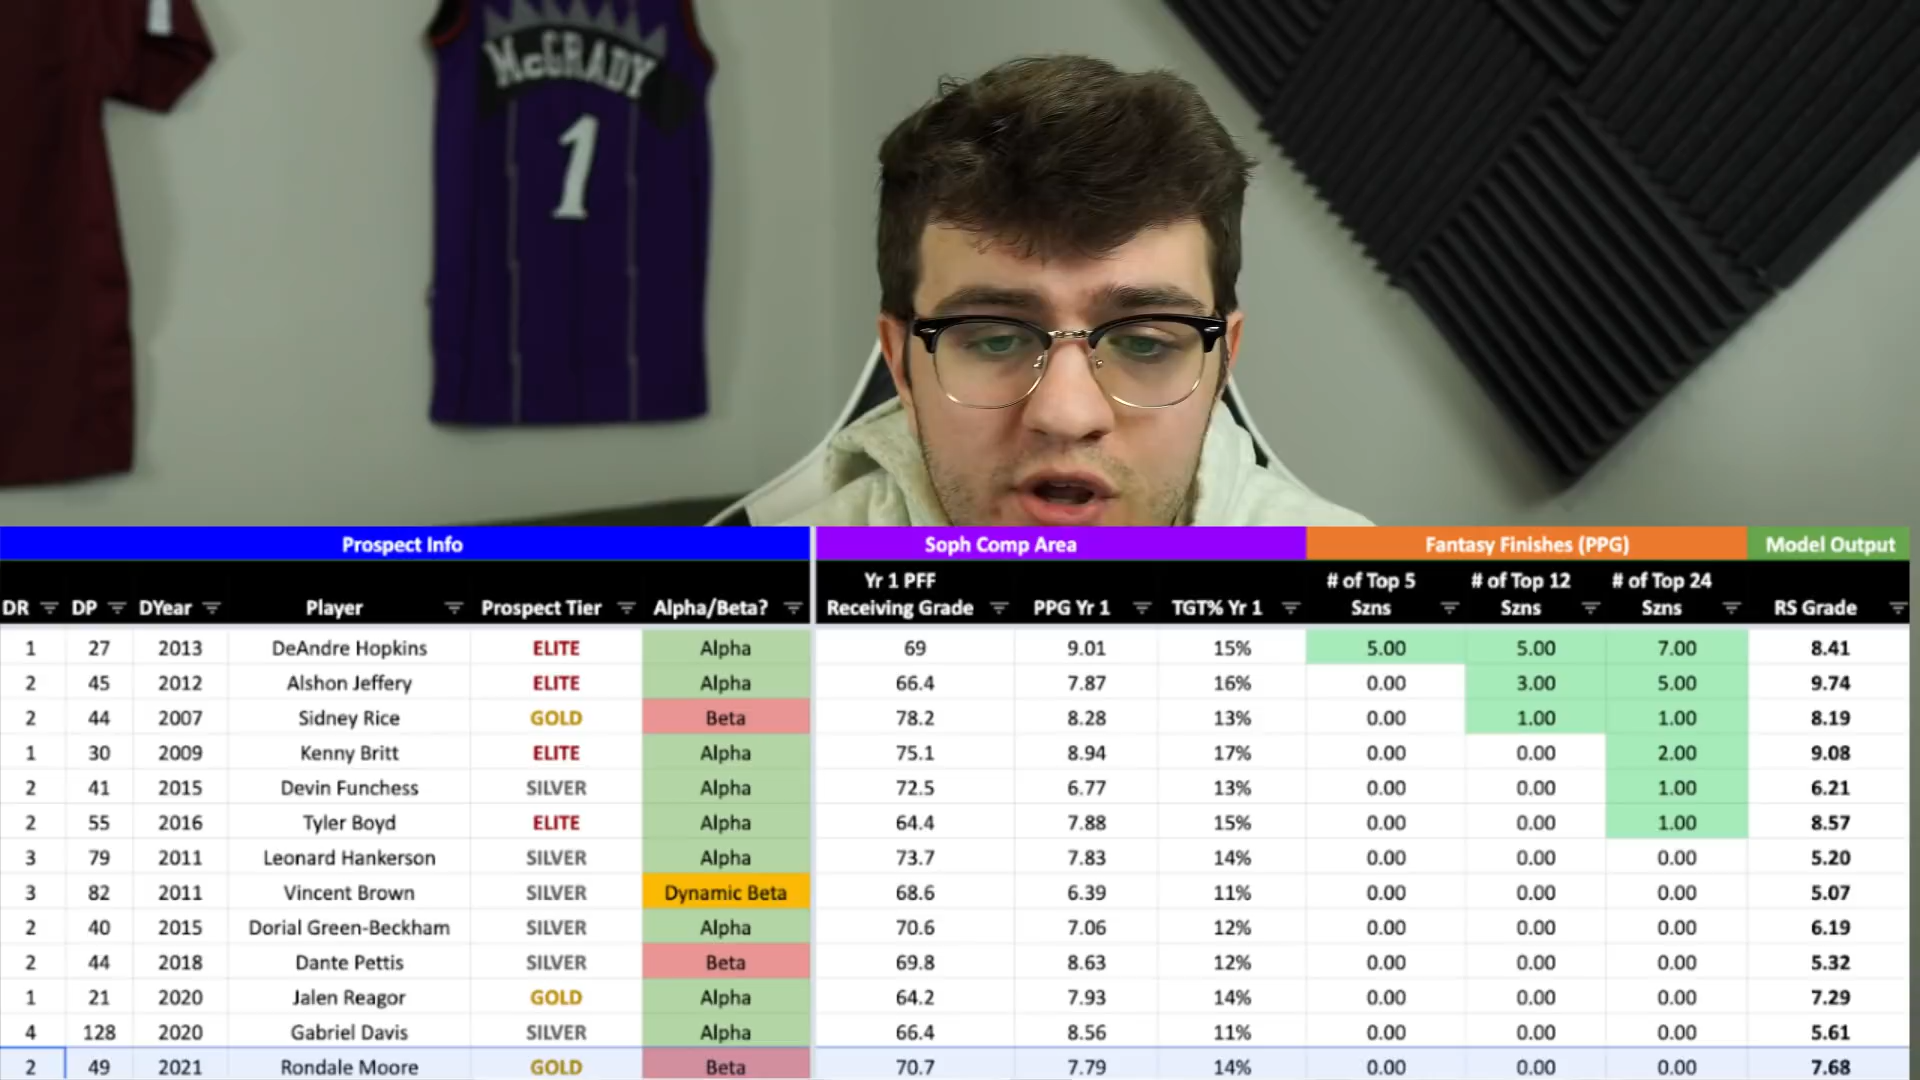 McGRADY
1
Prospect Info Soph Comp Area Fantasy Finishes (PPG) Model Output
DR DP DYear Player Prospect Tier Alpha/Beta? Yr 1 PFF Receiving Grade PPG Yr 1 TGT% Yr 1 # of Top 5 Szns # of Top 12 Szns # of Top 24 Szns RS Grade
1 27 2013 DeAndre Hopkins ELITE Alpha 69 9.01 15% 5.00 5.00 7.00 8.41
2 45 2012 Alshon Jeffery ELITE Alpha 66.4 7.87 16% 0.00 3.00 5.00 9.74
2 44 2007 Sidney Rice GOLD Beta 78.2 8.28 13% 0.00 1.00 1.00 8.19
1 30 2009 Kenny Britt ELITE Alpha 75.1 8.94 17% 0.00 0.00 2.00 9.08
2 41 2015 Devin Funchess SILVER Alpha 72.5 6.77 13% 0.00 0.00 1.00 6.21
2 55 2016 Tyler Boyd ELITE Alpha 64.4 7.88 15% 0.00 0.00 1.00 8.57
3 79 2011 Leonard Hankerson SILVER Alpha 73.7 7.83 14% 0.00 0.00 0.00 5.20
3 82 2011 Vincent Brown SILVER Dynamic Beta 68.6 6.39 11% 0.00 0.00 0.00 5.07
2 40 2015 Dorial Green-Beckham SILVER Alpha 70.6 7.06 12% 0.00 0.00 0.00 6.19
2 44 2018 Dante Pettis SILVER Beta 69.8 8.63 12% 0.00 0.00 0.00 5.32
1 21 2020 Jalen Reagor GOLD Alpha 64.2 7.93 14% 0.00 0.00 0.00 7.29
4 128 2020 Gabriel Davis SILVER Alpha 66.4 8.56 11% 0.00 0.00 0.00 5.61
2 49 2021 Rondale Moore GOLD Beta 70.7 7.79 14% 0.00 0.00 0.00 7.68